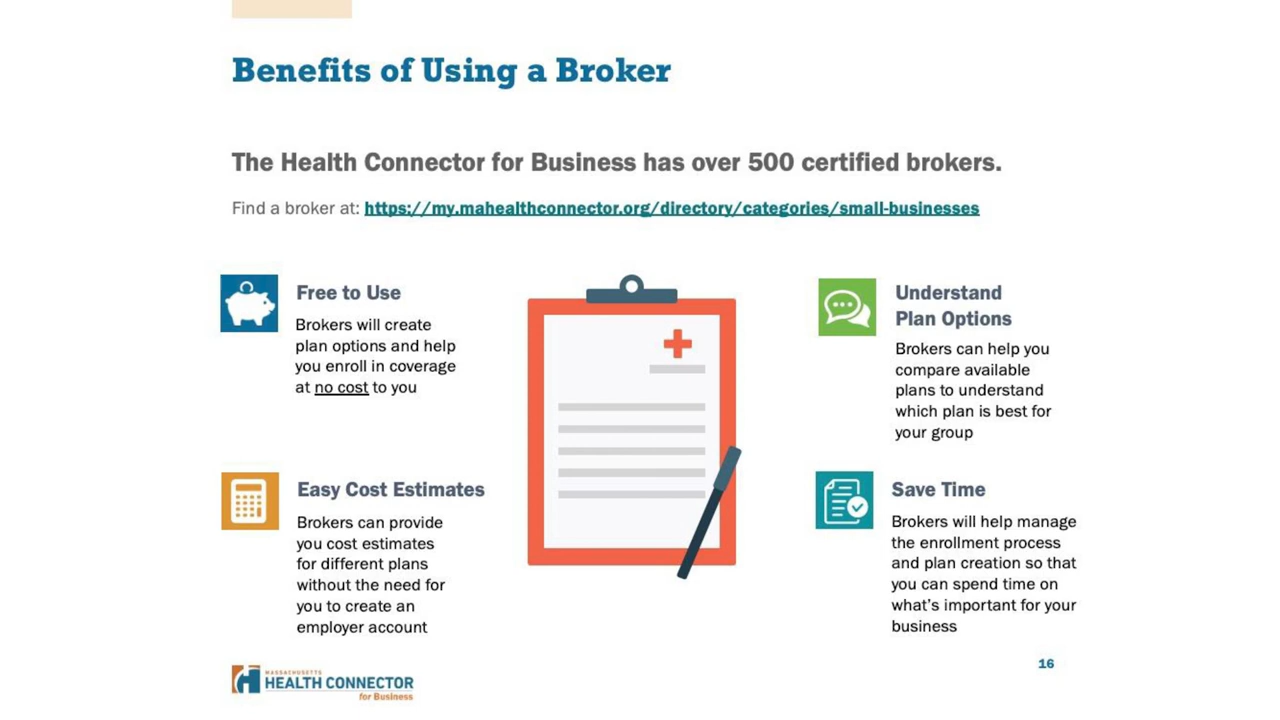 Benefits of Using a Broker
The Health Connector for Business has over 500 certified brokers.
Find a broker at: https://my.mahealthconnector.org/directory/categories/small-businesses
Free to Use
Brokers will create
plan options and help
you enroll in coverage
at no cost to you
Easy Cost Estimates
Brokers can provide
you cost estimates
for different plans
without the need for
you to create an
employer account
Understand
Plan Options
Brokers can help you
compare available
plans to understand
which plan is best for
your group
Save Time
Brokers will help manage
the enrollment process
and plan creation so that
you can spend time on
what's important for your
business
MASSACHUSETTS
HEALTH CONNECTOR
for Business
16